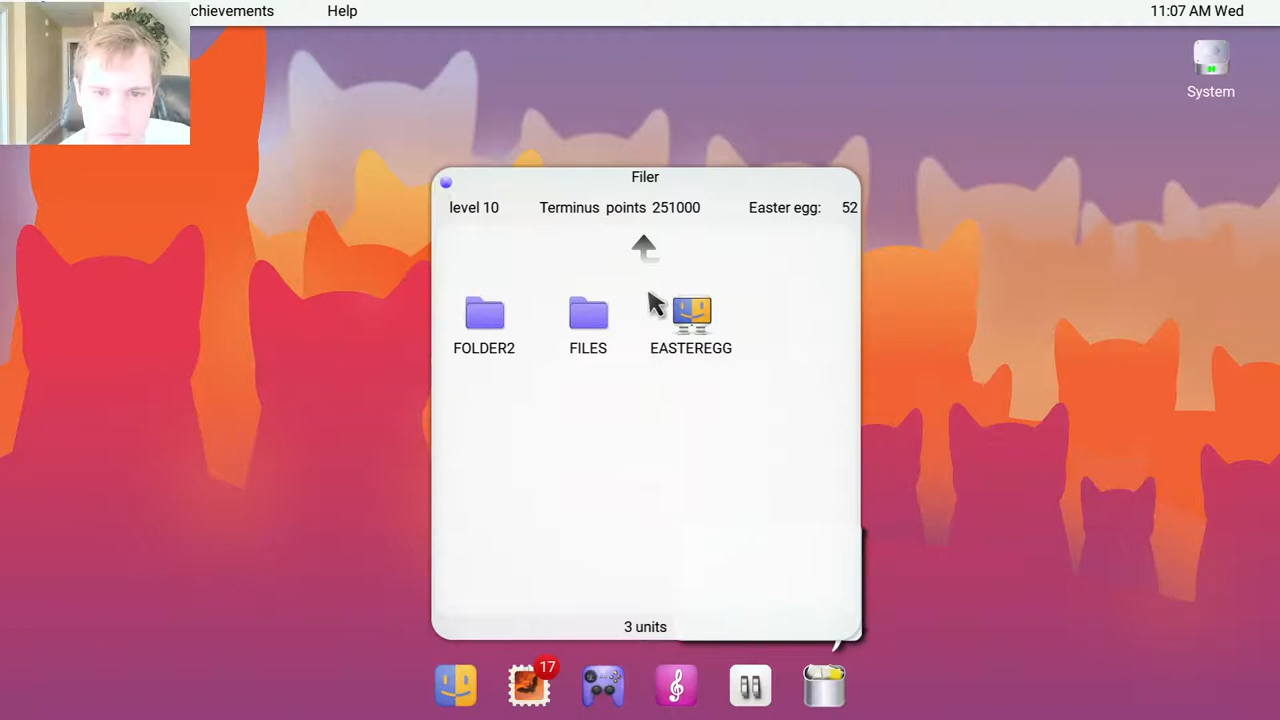 chievements Help 11:07 AM Wed
System
Filer
level 10 Terminus points 251000 Easter egg: 52
FOLDER2 FILES EASTEREGG
3 units
17